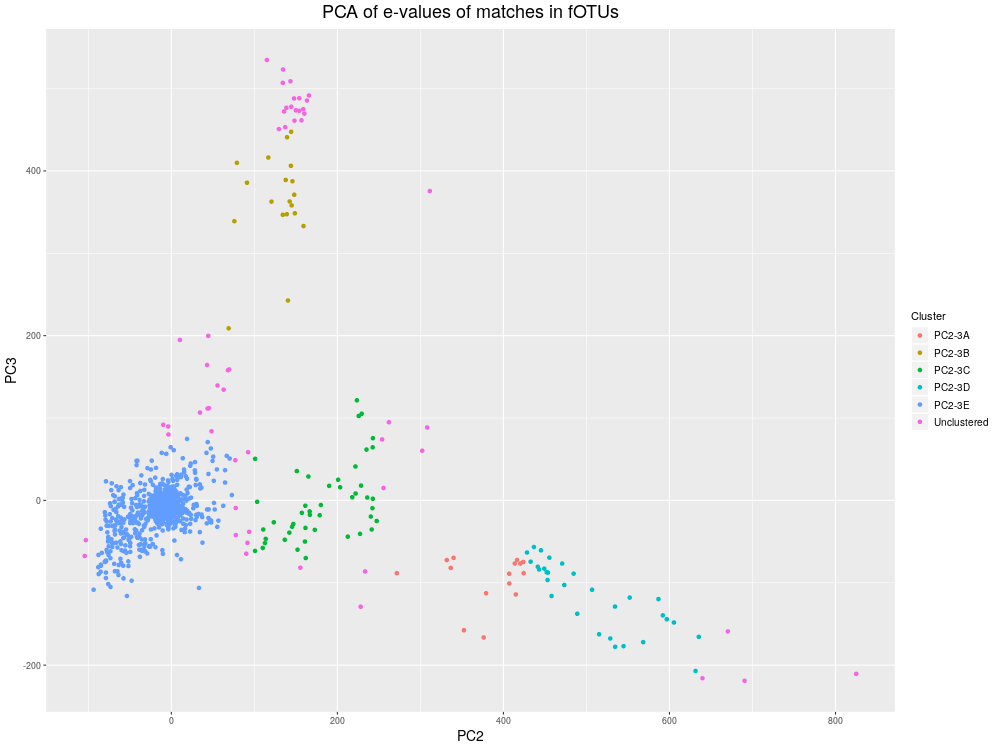 PCA of e-values of matches in fOTUs
PC3
400
200
0
-200
0
200
400
600
800
PC2
Cluster
PC2-3A
PC2-3B
PC2-3C
PC2-3D
PC2-3E
Unclustered